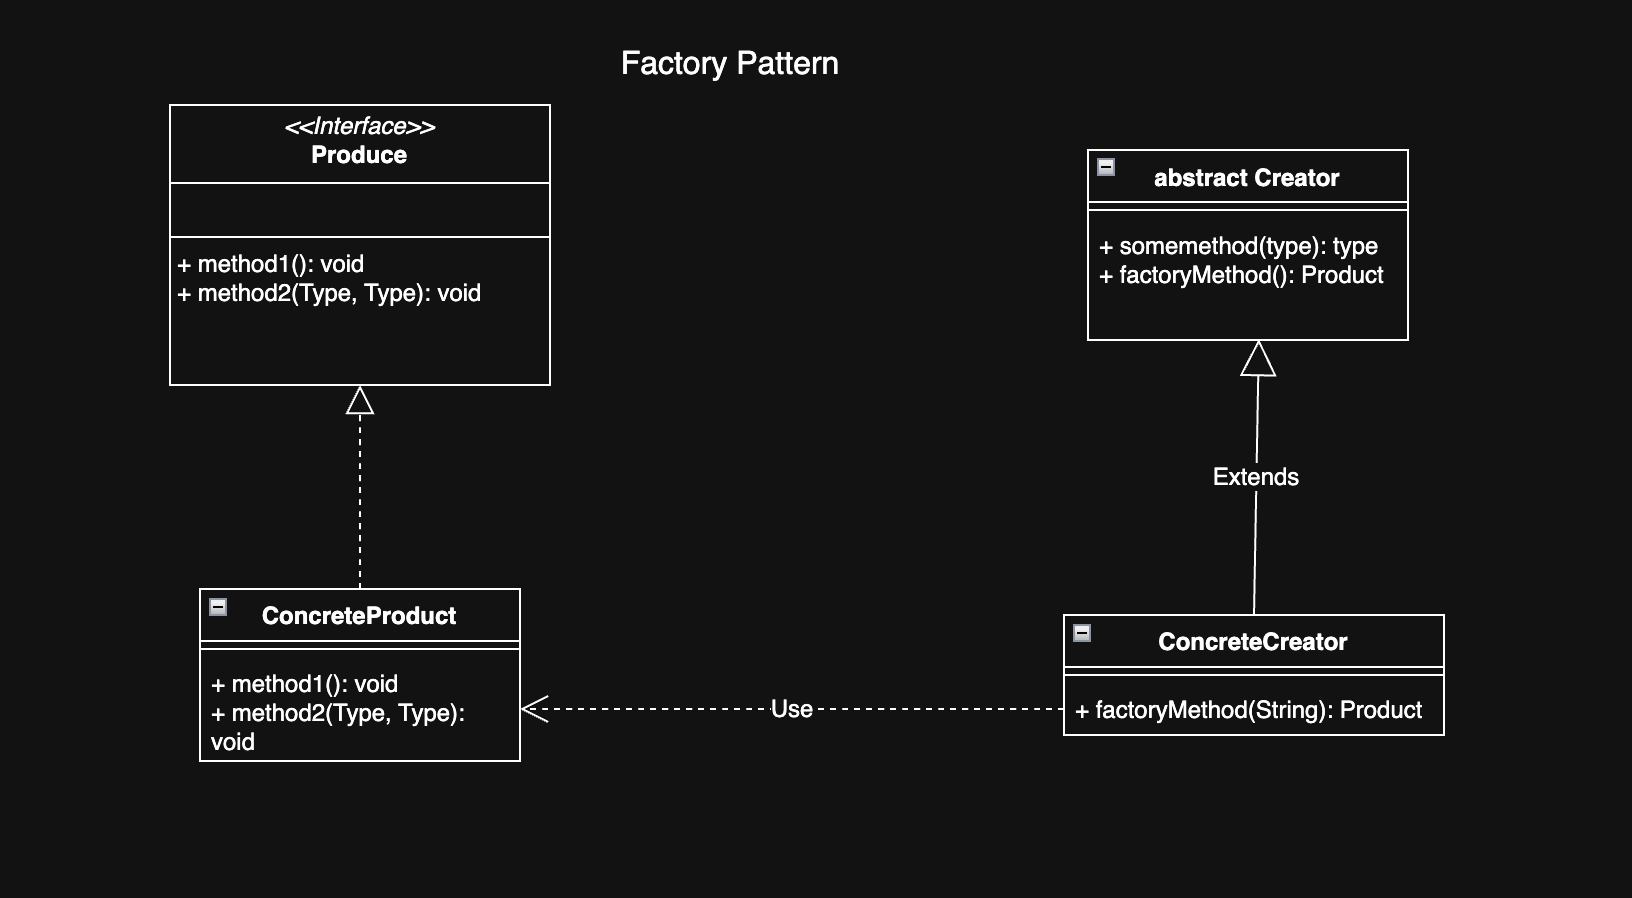 Factory Pattern
<<Interface>>
Produce
+ method1(): void
+ method2(Type, Type): void
abstract Creator
+ somemethod(type): type
+ factoryMethod(): Product
Extends
ConcreteProduct
+ method1(): void
+ method2(Type, Type):
void
Use
ConcreteCreator
+ factoryMethod(String): Product